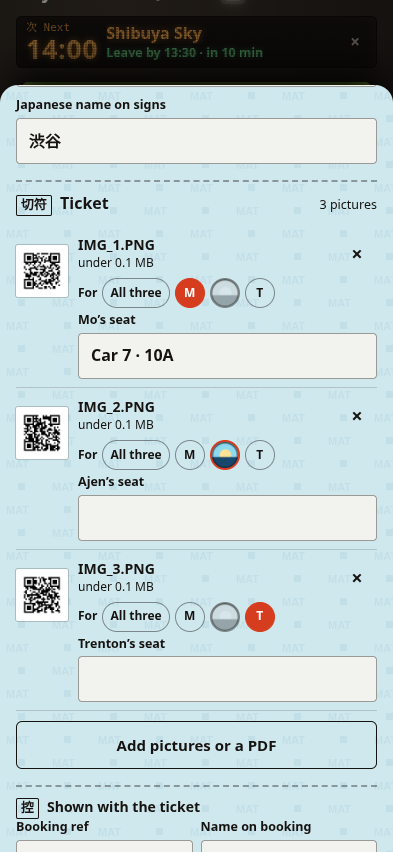 次 Next
14:00
Shibuya Sky
Leave by 13:30 · in 10 min
×
Japanese name on signs
渋谷
切符 Ticket
3 pictures
IMG_1.PNG
×
under 0.1 MB
For All three M T
Mo's seat
Car 7 · 10A
IMG_2.PNG
×
under 0.1 MB
For All three M T
Ajen's seat
IMG_3.PNG
×
under 0.1 MB
For All three M T
Trenton's seat
Add pictures or a PDF
控 Shown with the ticket
Booking ref
Name on booking
MAT